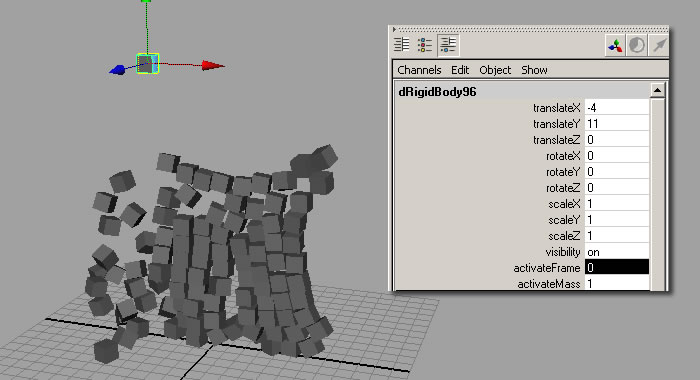 Channels Edit Object Show
dRigidBody96
translateX -4
translateY 11
translateZ 0
rotateX 0
rotateY 0
rotateZ 0
scaleX 1
scaleY 1
scaleZ 1
visibility on
activateFrame 0
activateMass 1